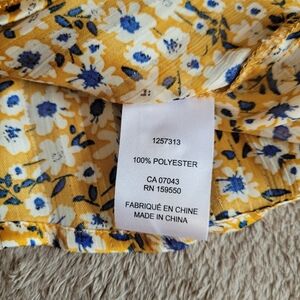 1257313
100% POLYESTER
CA 07043
RN 159550
FABRIQUÉ EN CHINE
MADE IN CHINA